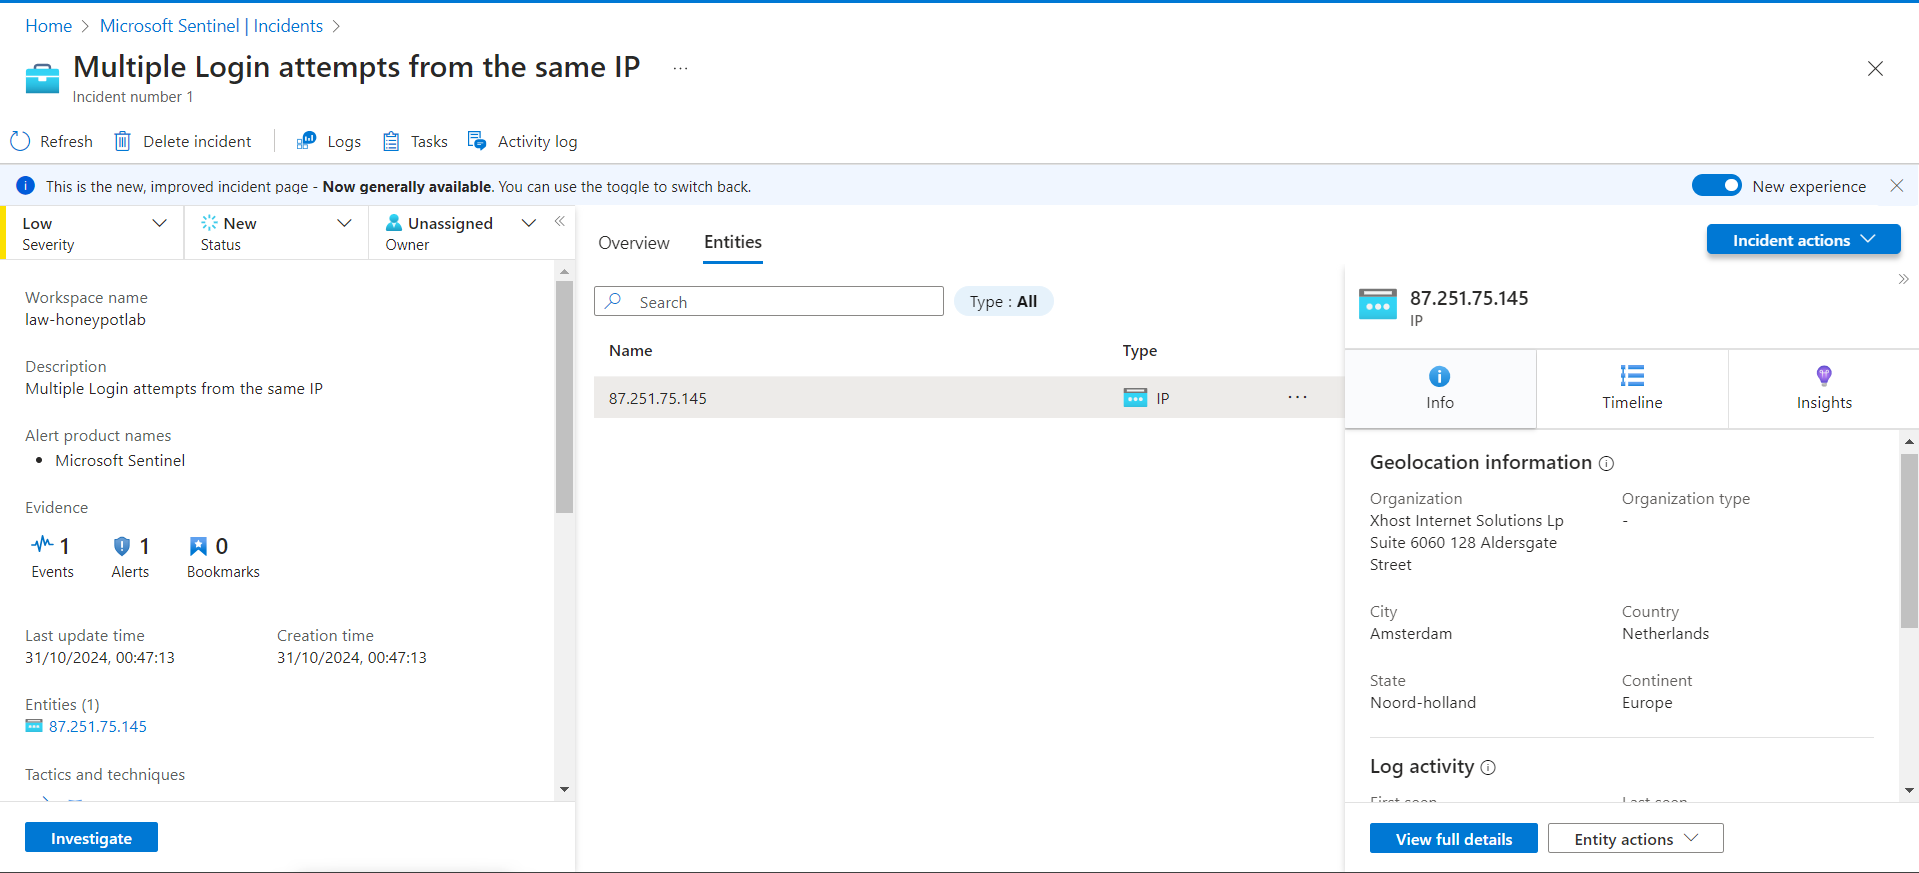 Home > Microsoft Sentinel | Incidents >
Multiple Login attempts from the same IP ...
Incident number 1
Refresh Delete incident Logs Tasks Activity log
This is the new, improved incident page - Now generally available. You can use the toggle to switch back. New experience
Low
Severity
New
Status
Unassigned
Owner
Workspace name
law-honeypotlab
Description
Multiple Login attempts from the same IP
Alert product names
• Microsoft Sentinel
Evidence
1
Events
1
Alerts
0
Bookmarks
Last update time
31/10/2024, 00:47:13
Creation time
31/10/2024, 00:47:13
Entities (1)
87.251.75.145
Tactics and techniques
Investigate
Overview Entities
Incident actions
Search
Type : All
Name Type
87.251.75.145 IP ...
87.251.75.145
IP
Info
Timeline
Insights
Geolocation information
Organization
Xhost Internet Solutions Lp
Suite 6060 128 Aldersgate
Street
Organization type
-
City
Amsterdam
Country
Netherlands
State
Noord-holland
Continent
Europe
Log activity
First seen Last seen
View full details Entity actions